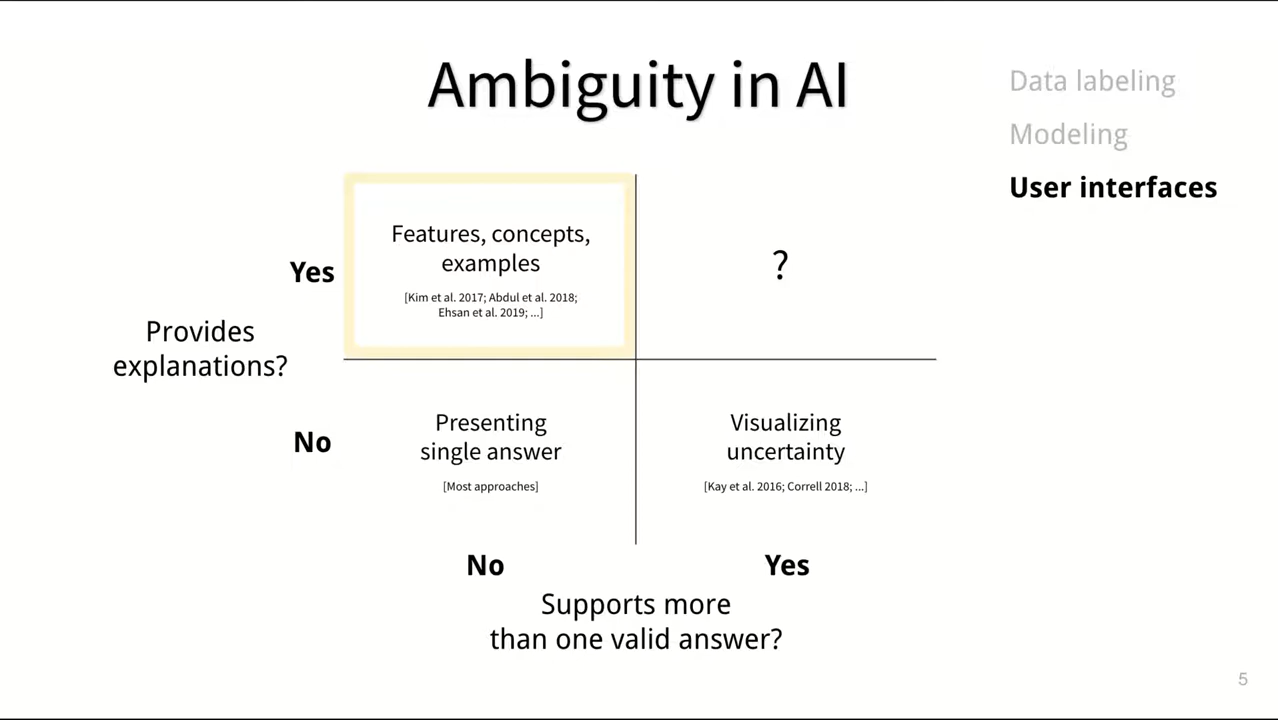 Ambiguity in AI
Data labeling
Modeling
User interfaces
Provides
explanations?
Yes
Features, concepts,
examples
[Kim et al. 2017; Abdul et al. 2018;
Ehsan et al. 2019; ...]
?
No
Presenting
single answer
[Most approaches]
Visualizing
uncertainty
[Kay et al. 2016; Correll 2018; ...]
No
Yes
Supports more
than one valid answer?
5